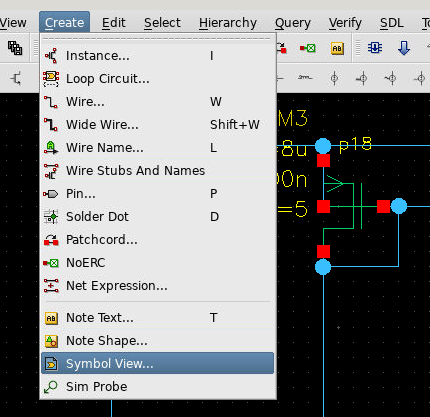 View Create Edit Select Hierarchy Query Verify SDL
Instance... I
Loop Circuit...
Wire... W
Wide Wire... Shift+W
Wire Name... L
Wire Stubs And Names
Pin... P
Solder Dot D
Patchcord...
NoERC
Net Expression...
Note Text... T
Note Shape...
Symbol View...
Sim Probe
M3
=8u p18
00n
=5